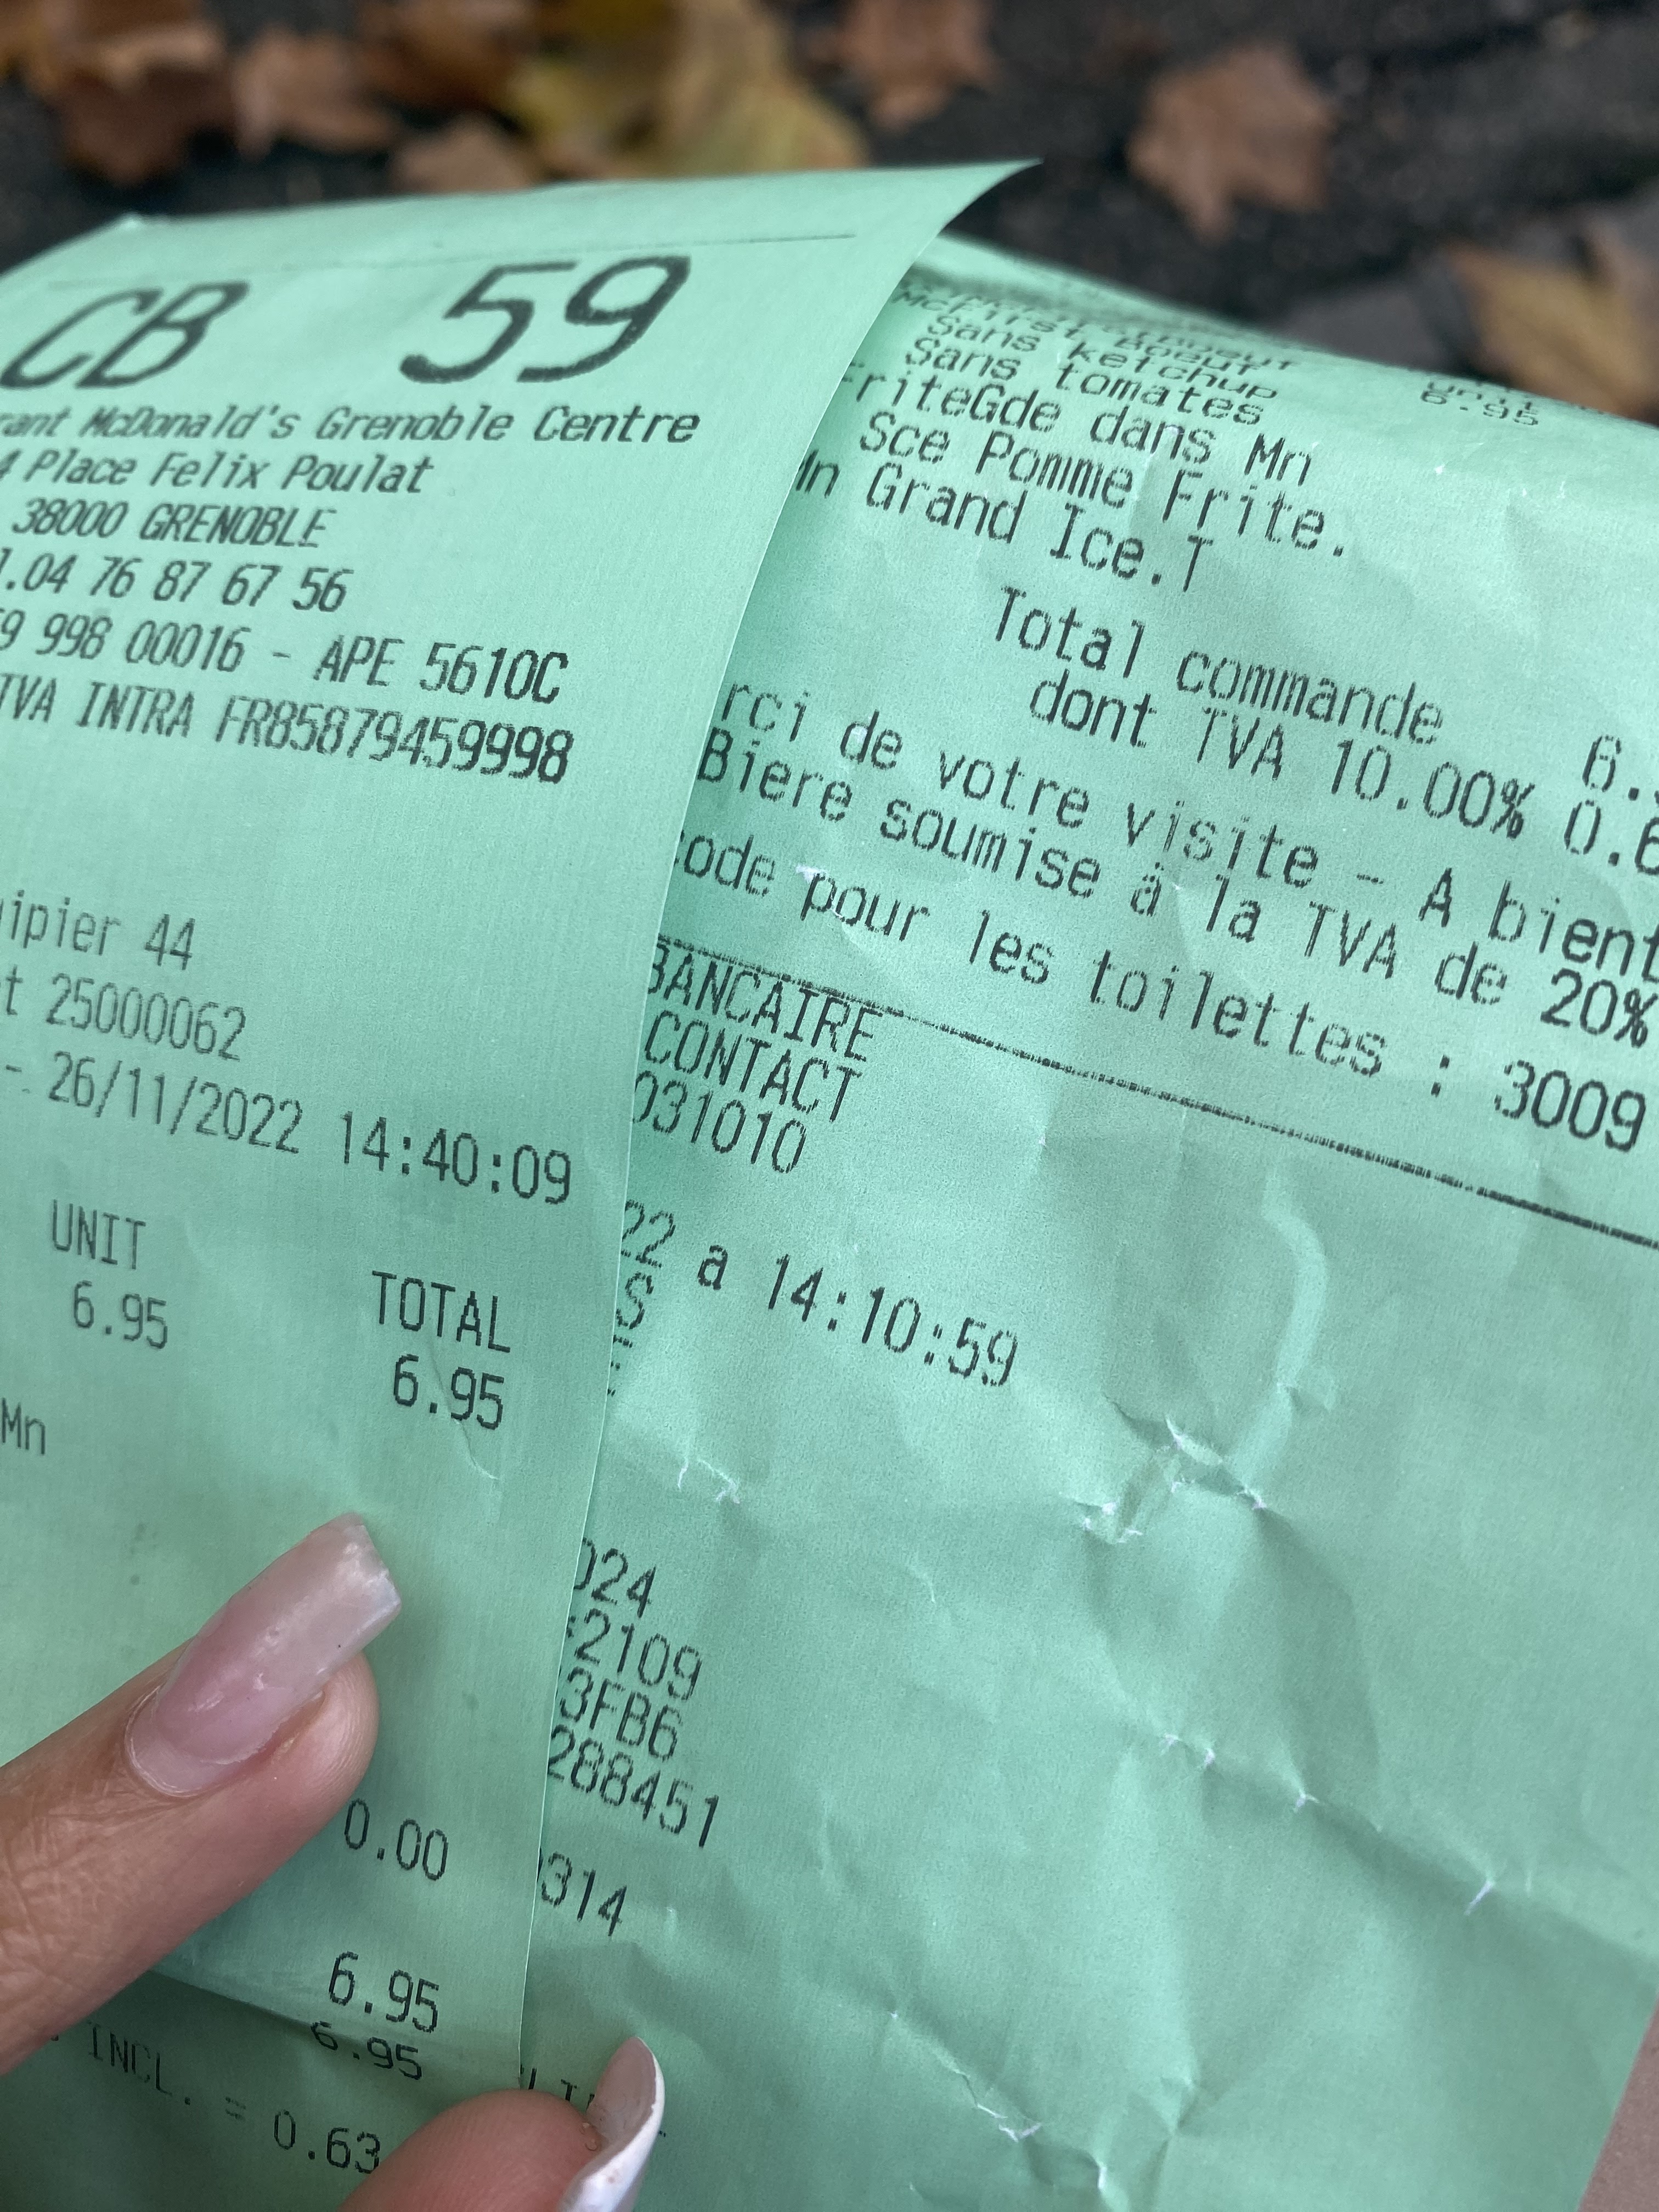 CB 59
McDonald's Grenoble Centre
4 Place Felix Poulat
38000 GRENOBLE
.04 76 87 67 56
9 998 00016 - APE 5610C
TVA INTRA FR85879459998
44
25000062
- 26/11/2022 14:40:09
UNIT TOTAL
6.95 6.95
Mn
0.00
6.95
6.95
INCL. = 0.63
McFirst Boeuf
Sans ketchup 6.95
Sans tomates
FriteGde dans Mn
Sce Pomme Frite.
Mn Grand Ice.T
Total commande 6.
dont TVA 10.00% 0.6
rci de votre visite - A bient
Biere soumise à la TVA de 20%
code pour les toilettes : 3009
BANCAIRE
CONTACT
031010
22 a 14:10:59
S
E
024
2109
3FB6
288451
314